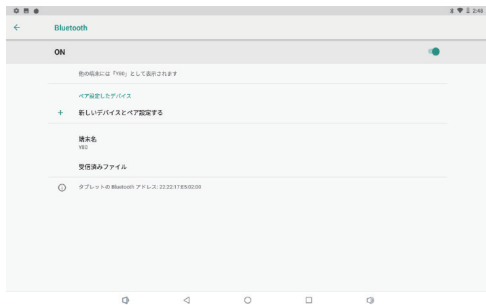 2:48
Bluetooth
ON
他の端末には「Y80」として表示されます
ペア設定したデバイス
+ 新しいデバイスとペア設定する
端末名
Y80
受信済みファイル
タブレットの Bluetooth アドレス: 22:22:17:E5:02:09